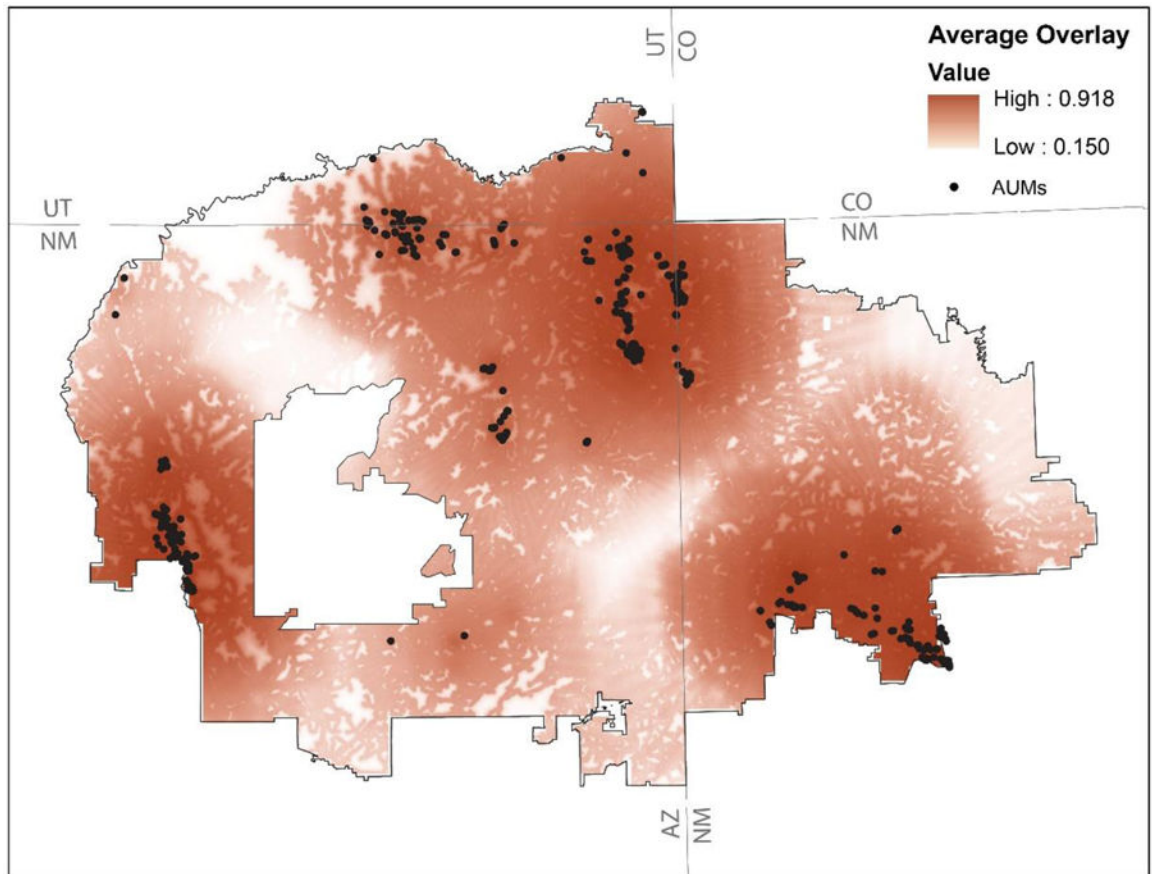 UT
CO
Average Overlay
Value
High : 0.918
Low : 0.150
AUMs
UT
NM
CO
NM
AZ
NM